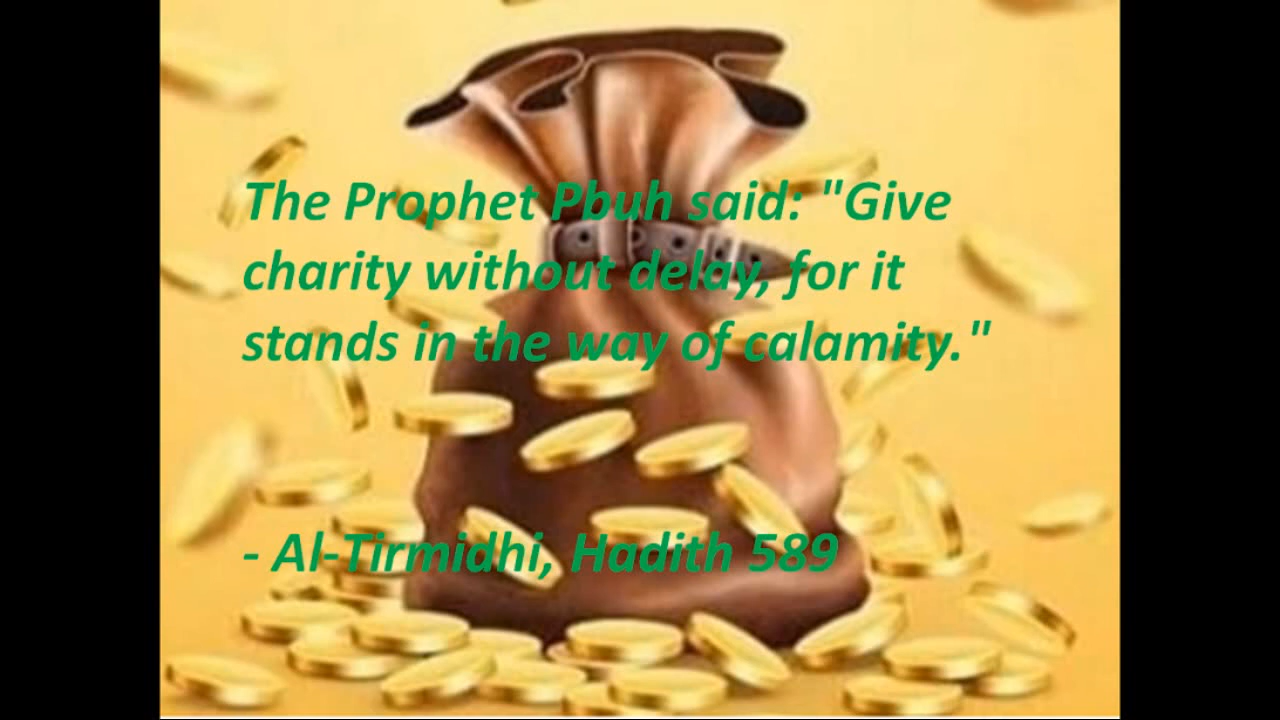 The Prophet Pbuh said: "Give
charity without delay, for it
stands in the way of calamity."
- Al-Tirmidhi, Hadith 589